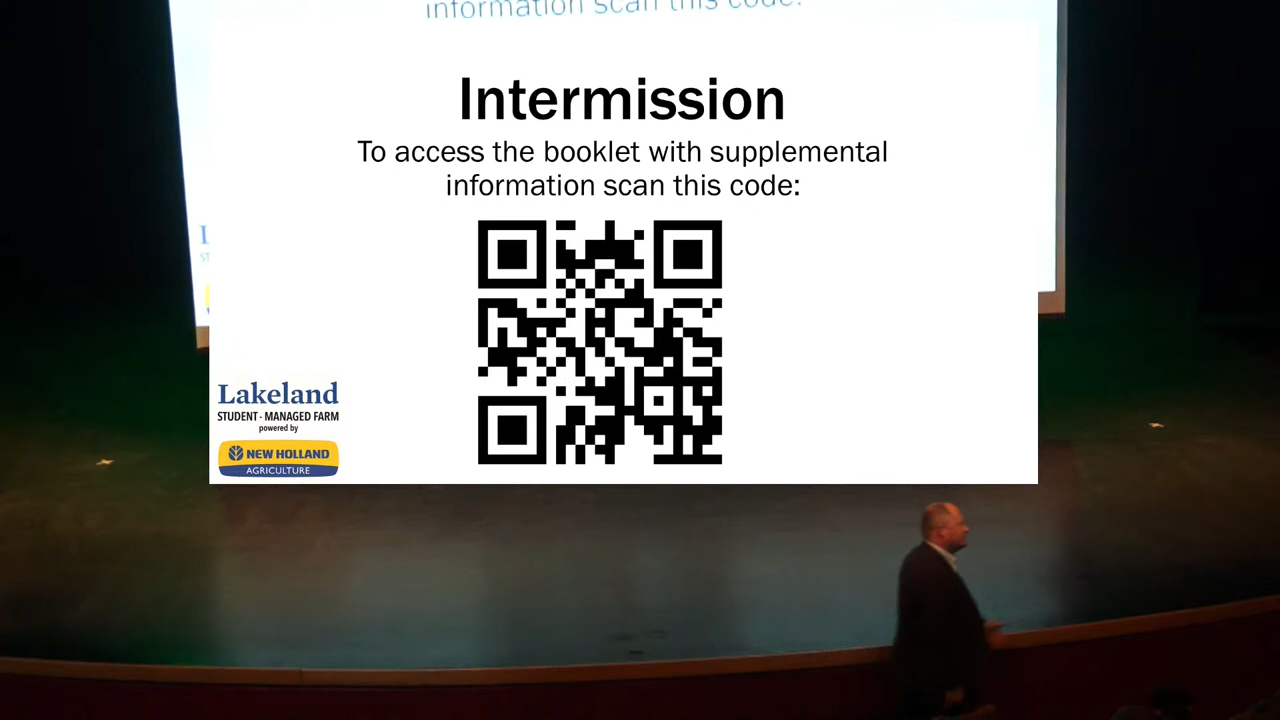 information scan this code:
Intermission
To access the booklet with supplemental
information scan this code:
Lakeland
STUDENT - MANAGED FARM
powered by
NEW HOLLAND
AGRICULTURE